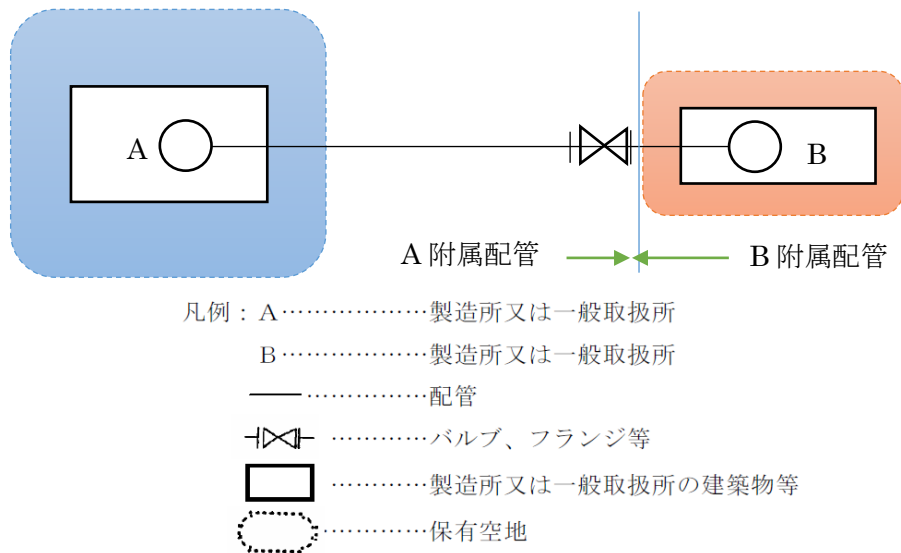 A
B
A 附属配管
B 附属配管
凡例：A………………製造所又は一般取扱所
B………………製造所又は一般取扱所
……………配管
…………バルブ、フランジ等
……………製造所又は一般取扱所の建築物等
…………保有空地